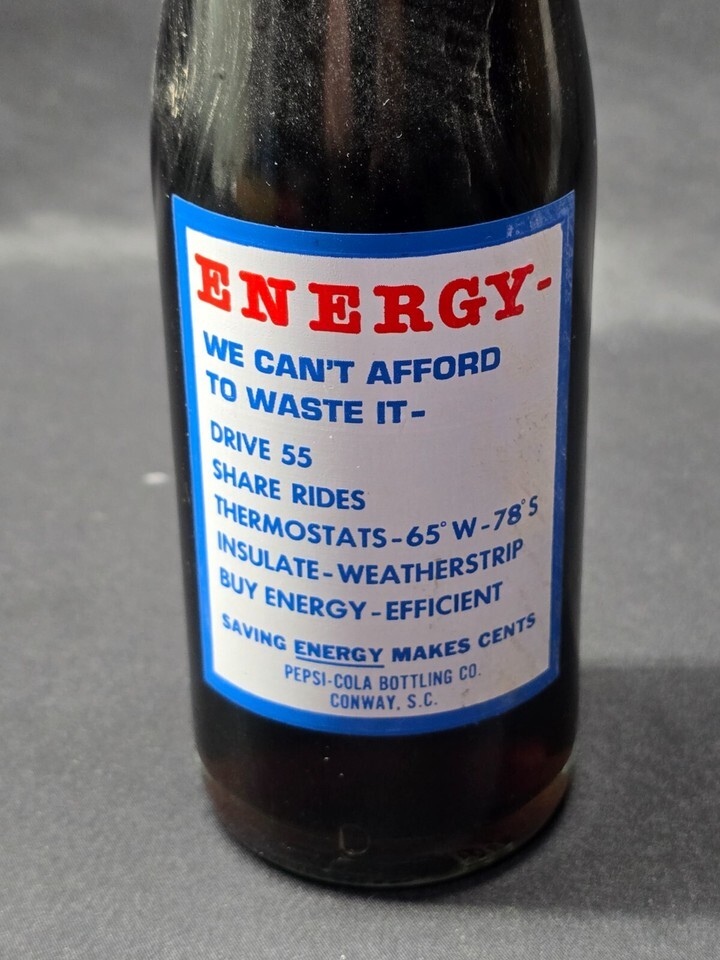 ENERGY-
WE CAN'T AFFORD
TO WASTE IT-
DRIVE 55
SHARE RIDES
THERMOSTATS-65° W-78° S
INSULATE-WEATHERSTRIP
BUY ENERGY-EFFICIENT
SAVING ENERGY MAKES CENTS
PEPSI-COLA BOTTLING CO.
CONWAY, S.C.